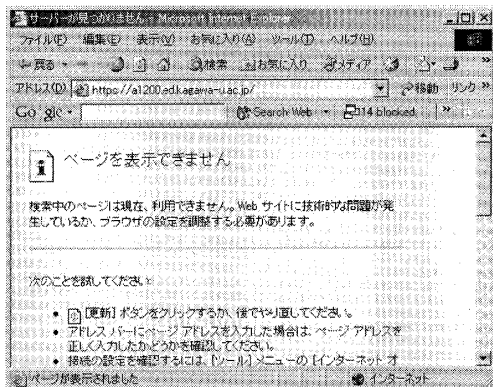 サーバーが見つかりません - Microsoft Internet Explorer
ファイル(F) 編集(E) 表示(V) お気に入り(A) ツール(T) ヘルプ(H)
戻る 検索 お気に入り メディア
アドレス(D) https://a1200.ed.kagawa-u.ac.jp/ 移動 リンク »
Google Search Web 14 blocked »
ページを表示できません
検索中のページは現在、利用できません。Web サイトに技術的な問題が発
生しているか、ブラウザの設定を調整する必要があります。
次のことを試してください:
• [更新] ボタンをクリックするか、後でやり直してください。
• アドレス バーにページ アドレスを入力した場合は、ページ アドレスを
正しく入力したかどうかを確認してください。
• 接続の設定を確認するには、[ツール] メニューの [インターネット オ
ページが表示されました インターネット